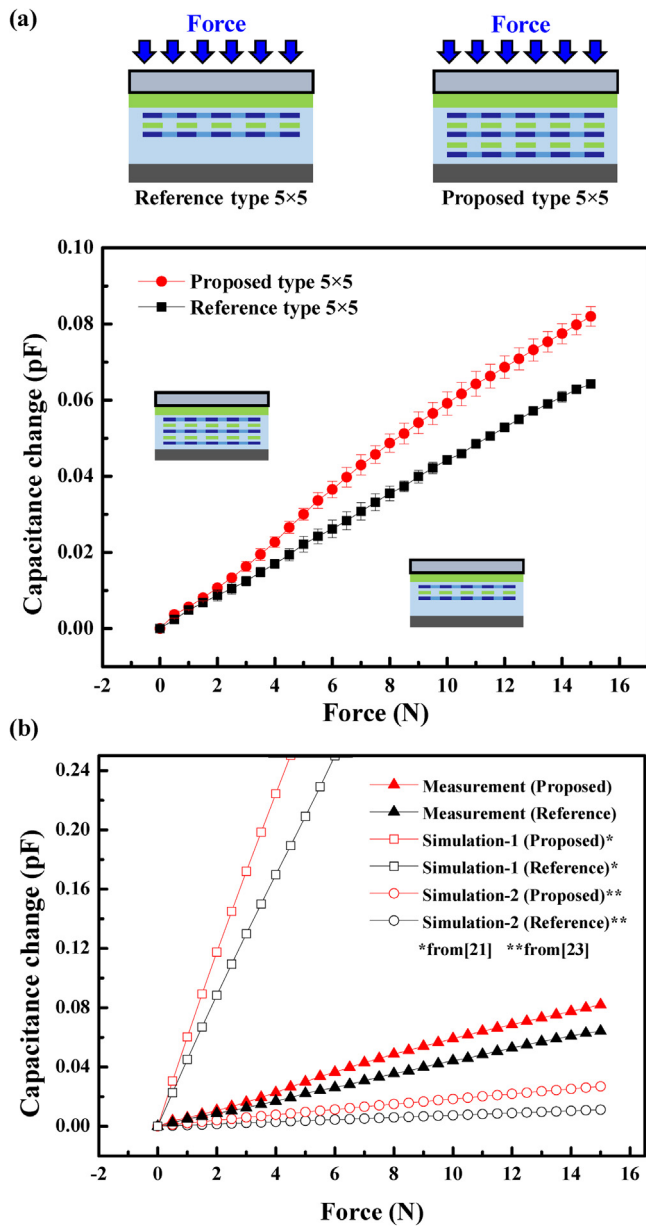 (a)
Force Force
Reference type 5×5 Proposed type 5×5
0.10
0.08
0.06
0.04
0.02
0.00
Capacitance change (pF)
Proposed type 5×5
Reference type 5×5
-2 0 2 4 6 8 10 12 14 16
Force (N)
(b)
0.24
0.20
0.16
0.12
0.08
0.04
0.00
Capacitance change (pF)
Measurement (Proposed)
Measurement (Reference)
Simulation-1 (Proposed)*
Simulation-1 (Reference)*
Simulation-2 (Proposed)**
Simulation-2 (Reference)**
*from[21] **from[23]
-2 0 2 4 6 8 10 12 14 16
Force (N)